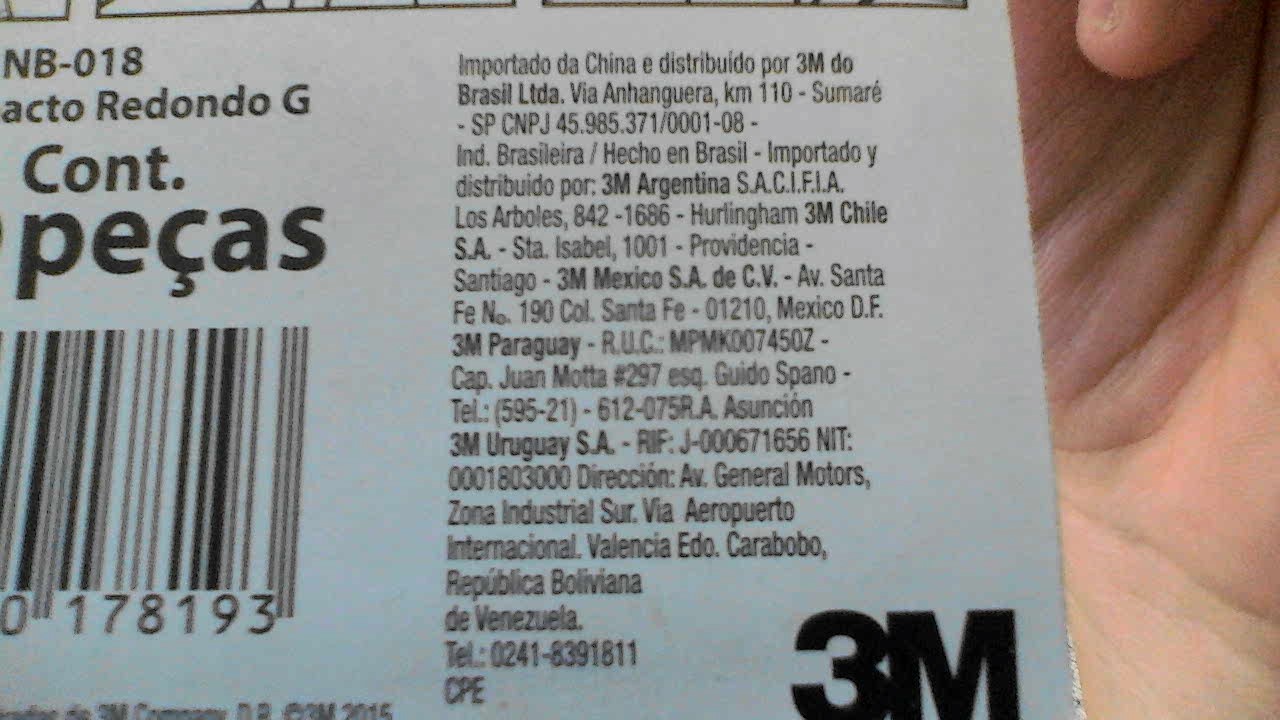 NB-018
acto Redondo G
Cont.
peças
0 178193
Importado da China e distribuído por 3M do
Brasil Ltda. Via Anhanguera, km 110 - Sumaré
- SP CNPJ 45.985.371/0001-08 -
Ind. Brasileira / Hecho en Brasil - Importado y
distribuido por: 3M Argentina S.A.C.I.F.I.A.
Los Arboles, 842 -1686 - Hurlingham 3M Chile
S.A. - Sta. Isabel, 1001 - Providencia -
Santiago - 3M Mexico S.A. de C.V. - Av. Santa
Fe No. 190 Col. Santa Fe - 01210, Mexico D.F.
3M Paraguay - R.U.C.: MPMK007450Z -
Cap. Juan Motta #297 esq. Guido Spano -
Tel.: (595-21) - 612-075R.A. Asunción
3M Uruguay S.A. - RIF: J-000671656 NIT:
0001803000 Dirección: Av. General Motors,
Zona Industrial Sur. Via Aeropuerto
Internacional. Valencia Edo. Carabobo,
República Boliviana
de Venezuela.
Tel.: 0241-8391811
CPE
3M
de 3M Company. D.R. ©3M 2015